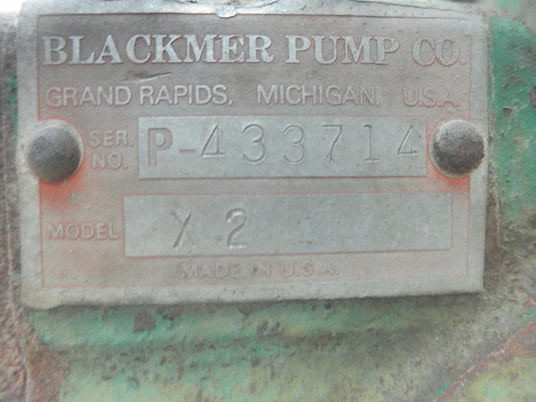 BLACKMER PUMP CO.
GRAND RAPIDS, MICHIGAN, U.S.A.
SER. NO. P-433714
MODEL X 2
MADE IN U.S.A.